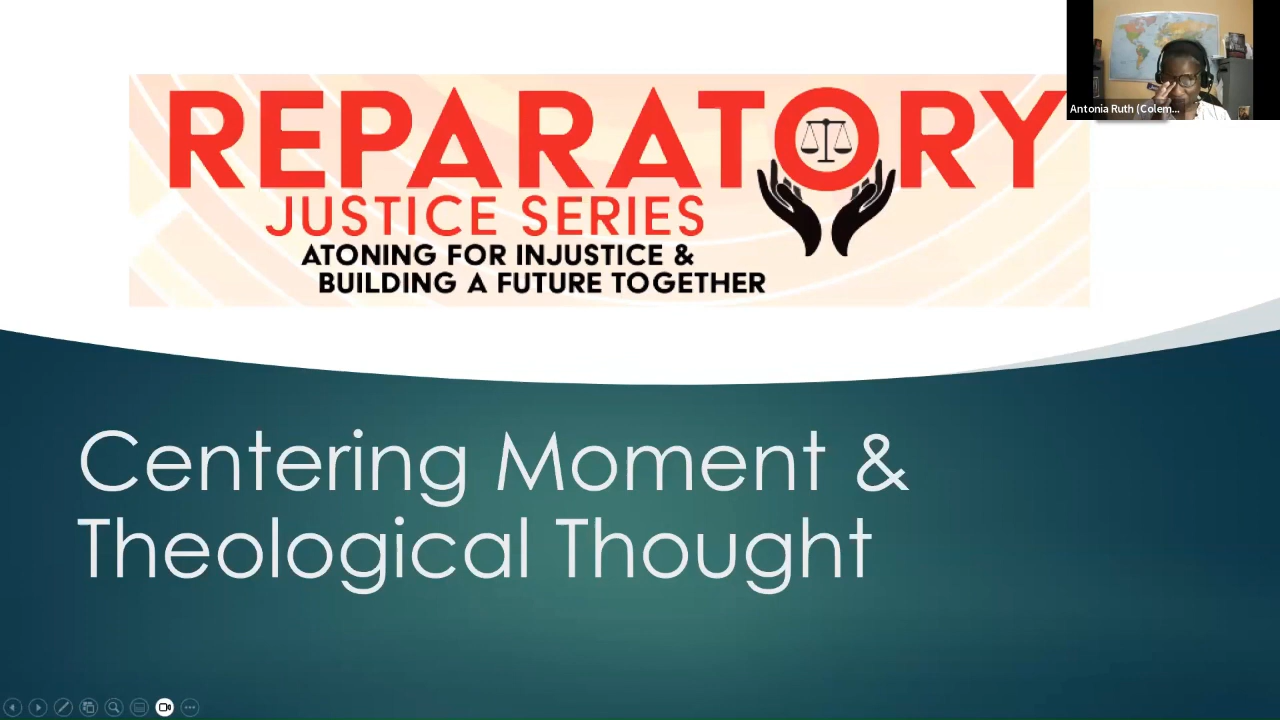 REPARATORY
JUSTICE SERIES
ATONING FOR INJUSTICE &
BUILDING A FUTURE TOGETHER
Antonia Ruth (Colem...
Centering Moment &
Theological Thought